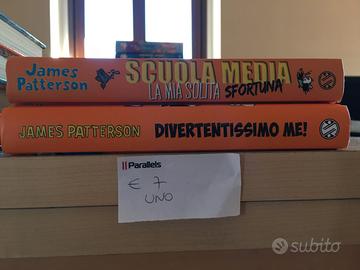 James
Patterson
SCUOLA MEDIA
LA MIA SOLITA SFORTUNA
JAMES PATTERSON DIVERTENTISSIMO ME!
Parallels
€ 7
UNO
subito